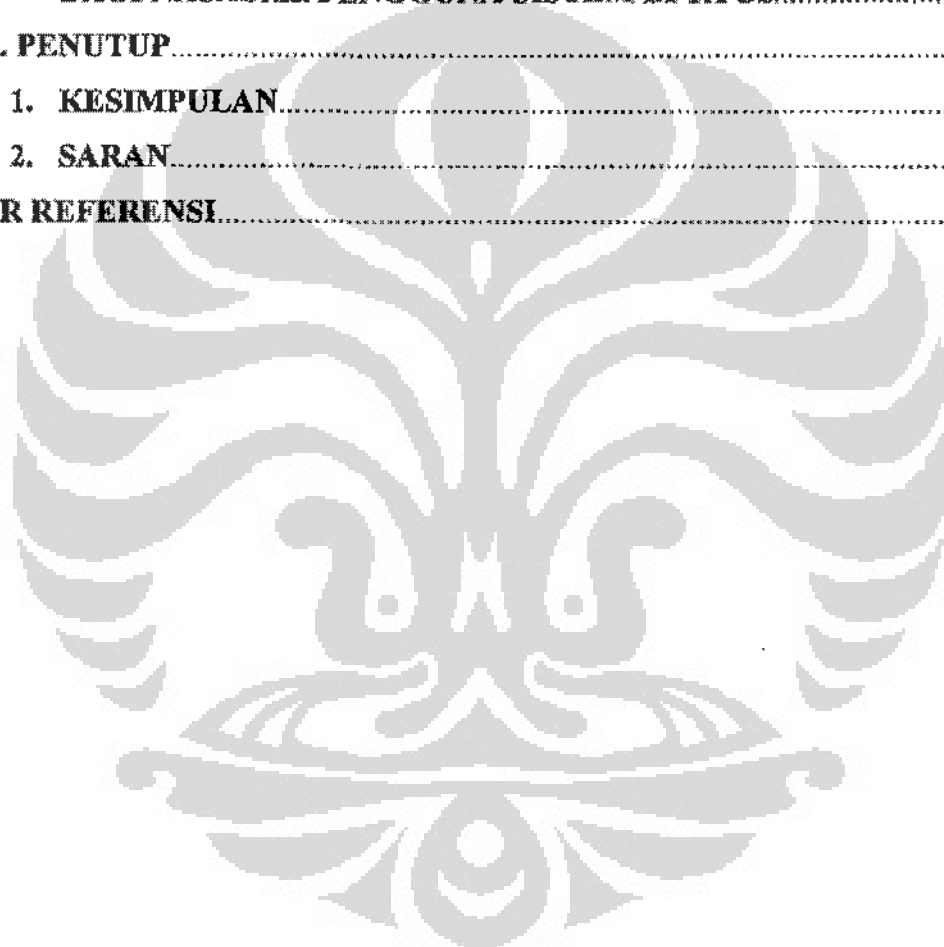 . PENUTUP
1. KESIMPULAN
2. SARAN
R REFERENSI